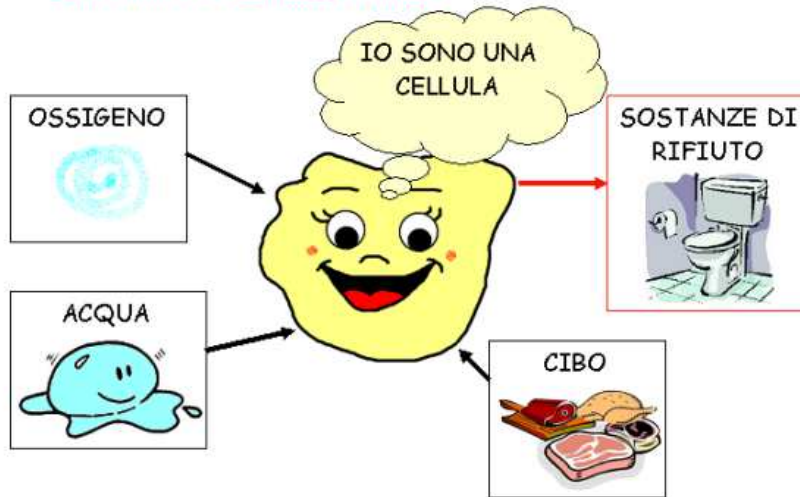 IO SONO UNA
CELLULA
OSSIGENO
SOSTANZE DI
RIFIUTO
ACQUA
CIBO